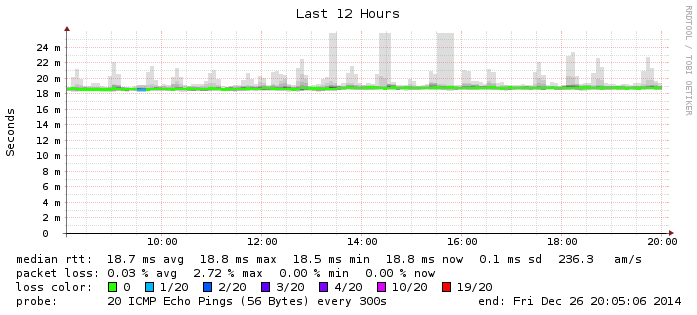 Last 12 Hours
RRDTOOL / TOBI OETIKER
Seconds
24 m
22 m
20 m
18 m
16 m
14 m
12 m
10 m
8 m
6 m
4 m
2 m
0
10:00 12:00 14:00 16:00 18:00 20:00
median rtt: 18.7 ms avg 18.8 ms max 18.5 ms min 18.8 ms now 0.1 ms sd 236.3 am/s
packet loss: 0.03 % avg 2.72 % max 0.00 % min 0.00 % now
loss color: 0 1/20 2/20 3/20 4/20 10/20 19/20
probe: 20 ICMP Echo Pings (56 Bytes) every 300s end: Fri Dec 26 20:05:06 2014